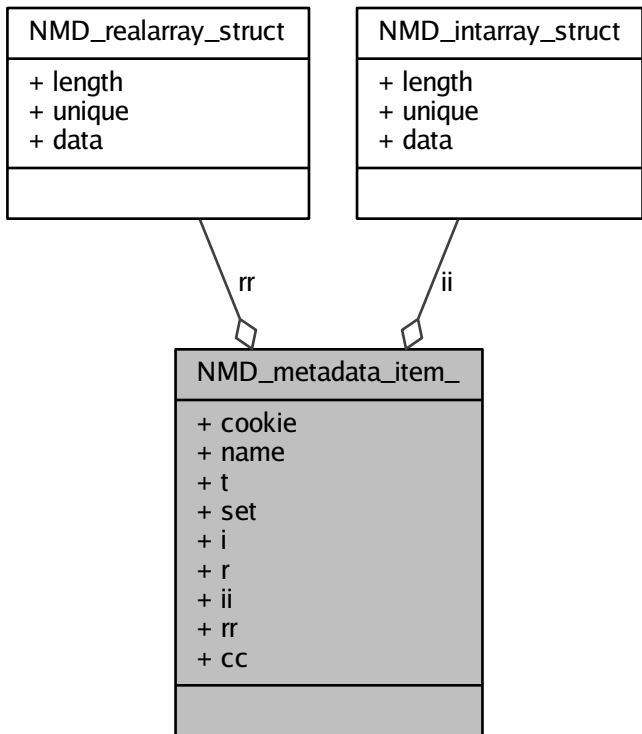 NMD_realarray_struct
+ length
+ unique
+ data
NMD_intarray_struct
+ length
+ unique
+ data
rr
ii
NMD_metadata_item_
+ cookie
+ name
+ t
+ set
+ i
+ r
+ ii
+ rr
+ cc